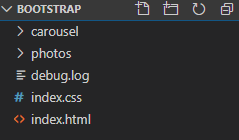 BOOTSTRAP
carousel
photos
debug.log
index.css
index.html